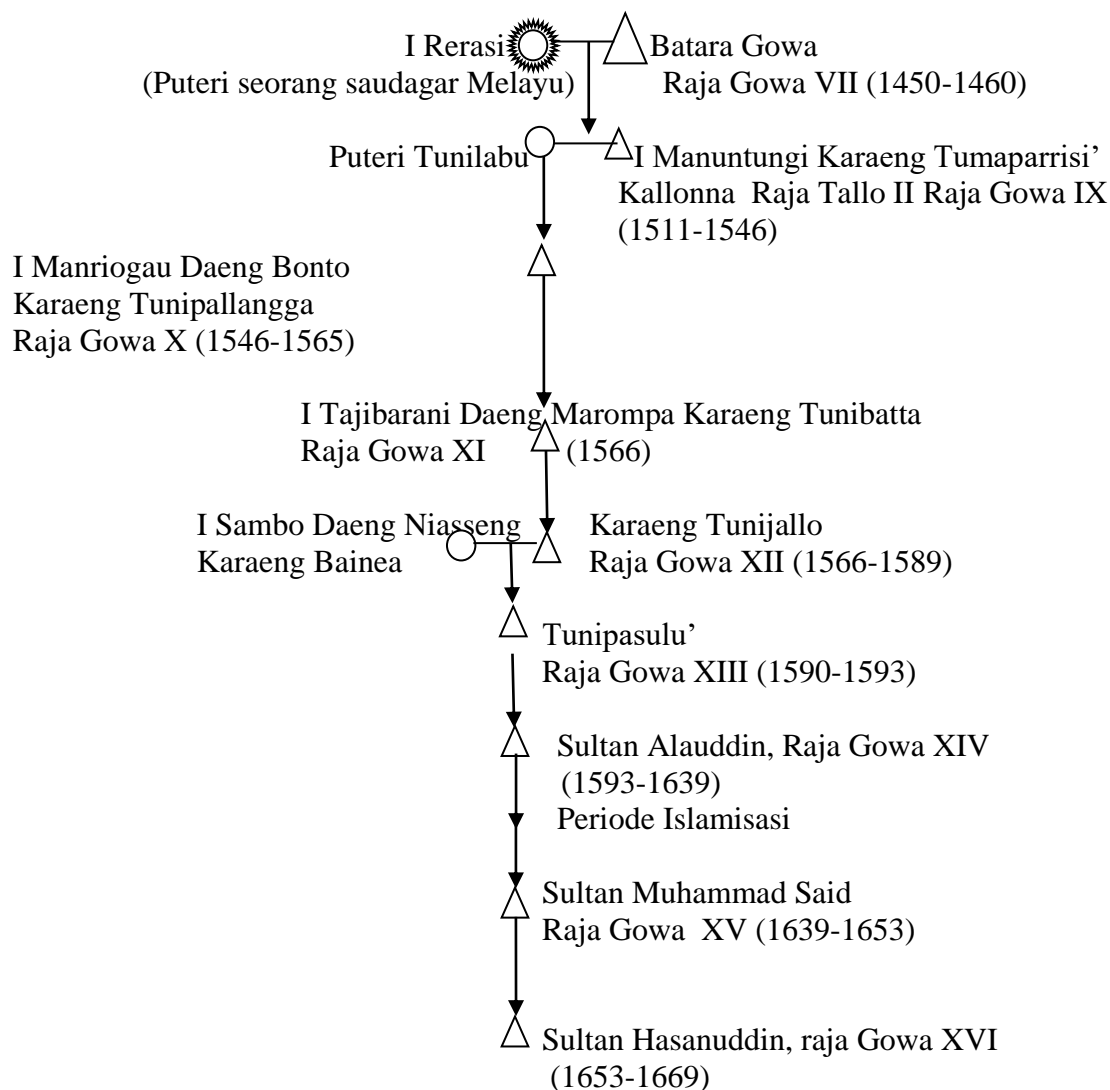 I Rerasi
(Puteri seorang saudagar Melayu)
Batara Gowa
Raja Gowa VII (1450-1460)
Puteri Tunilabu
I Manuntungi Karaeng Tumaparrisi’
Kallonna Raja Tallo II Raja Gowa IX
(1511-1546)
I Manriogau Daeng Bonto
Karaeng Tunipallangga
Raja Gowa X (1546-1565)
I Tajibarani Daeng Marompa Karaeng Tunibatta
Raja Gowa XI (1566)
I Sambo Daeng Niasseng
Karaeng Bainea
Karaeng Tunijallo
Raja Gowa XII (1566-1589)
Tunipasulu’
Raja Gowa XIII (1590-1593)
Sultan Alauddin, Raja Gowa XIV
(1593-1639)
Periode Islamisasi
Sultan Muhammad Said
Raja Gowa XV (1639-1653)
Sultan Hasanuddin, raja Gowa XVI
(1653-1669)